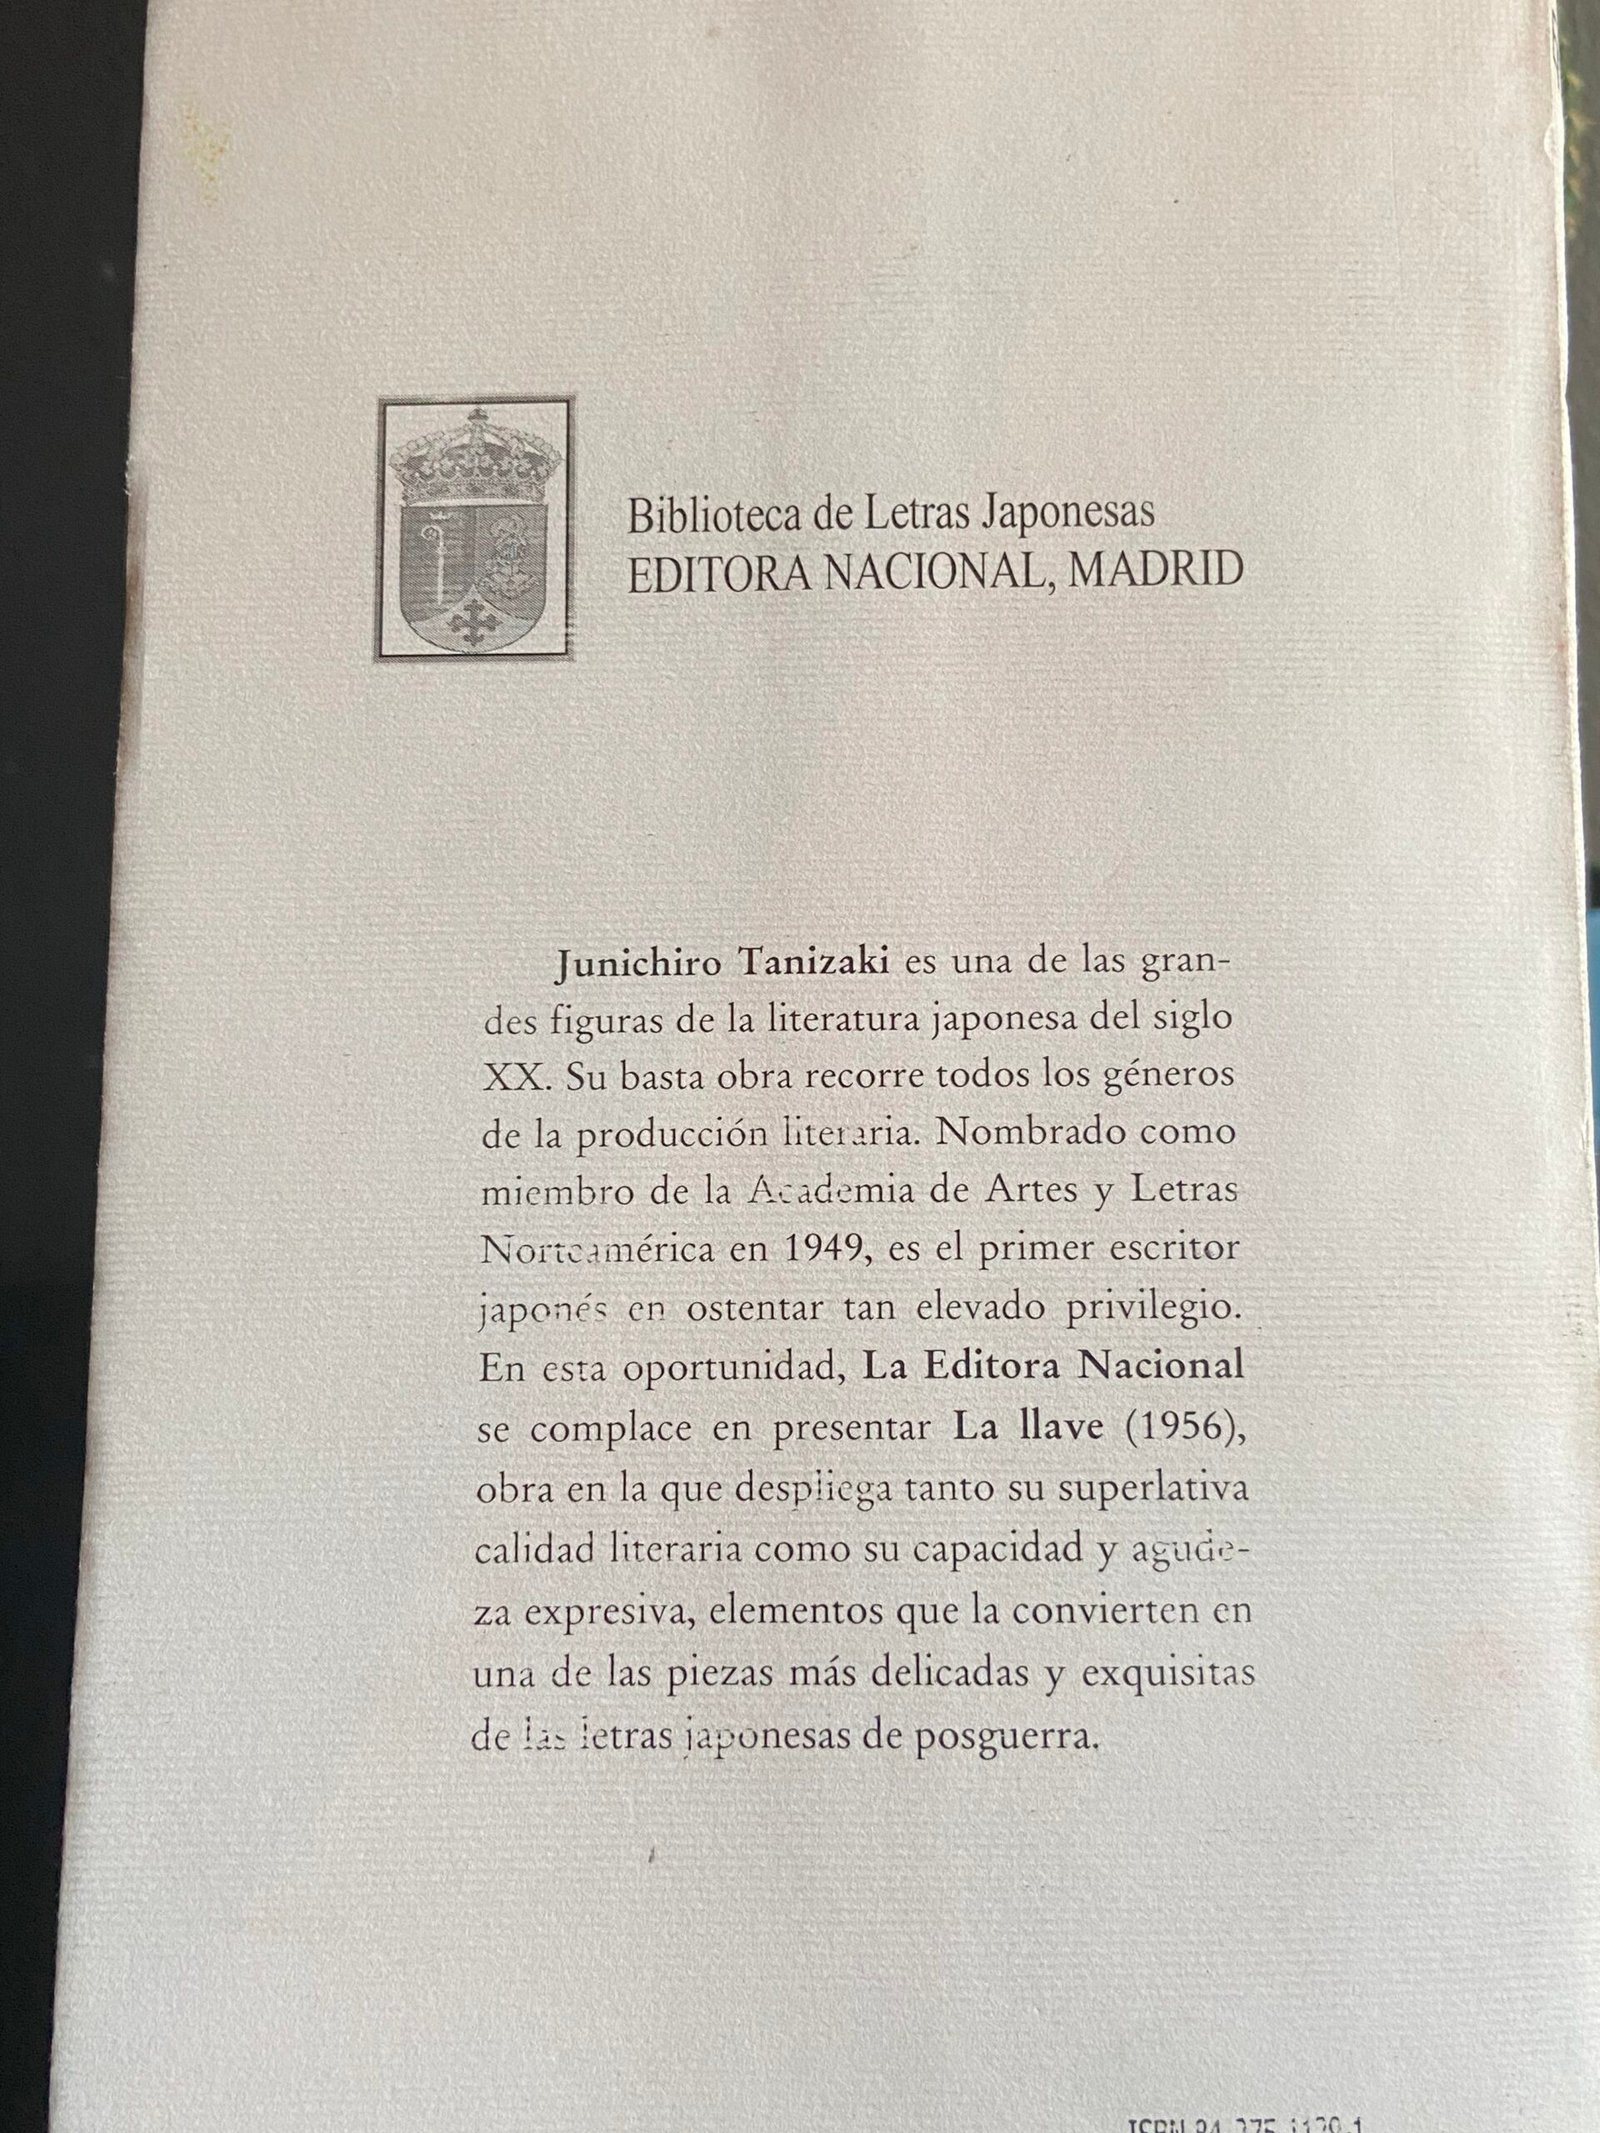 Biblioteca de Letras Japonesas
EDITORA NACIONAL, MADRID
Junichiro Tanizaki es una de las gran-
des figuras de la literatura japonesa del siglo
XX. Su basta obra recorre todos los géneros
de la producción literaria. Nombrado como
miembro de la Academia de Artes y Letras
Norteamérica en 1949, es el primer escritor
japonés en ostentar tan elevado privilegio.
En esta oportunidad, La Editora Nacional
se complace en presentar La llave (1956),
obra en la que despliega tanto su superlativa
calidad literaria como su capacidad y agude-
za expresiva, elementos que la convierten en
una de las piezas más delicadas y exquisitas
de las letras japonesas de posguerra.
ISBN